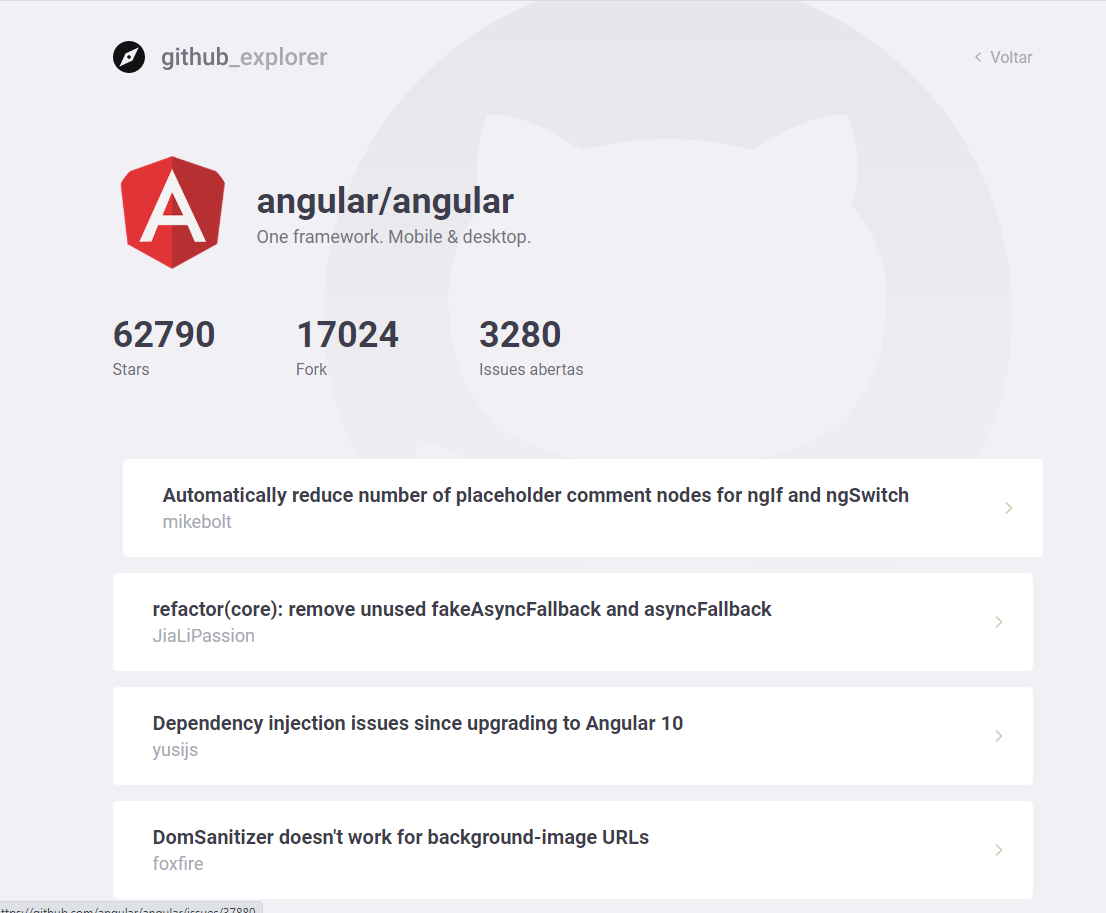 github_explorer
Voltar
angular/angular
One framework. Mobile & desktop.
62790 17024 3280
Stars Fork Issues abertas
Automatically reduce number of placeholder comment nodes for ngIf and ngSwitch
mikebolt
refactor(core): remove unused fakeAsyncFallback and asyncFallback
JiaLiPassion
Dependency injection issues since upgrading to Angular 10
yusijs
DomSanitizer doesn't work for background-image URLs
foxfire
ttps://github.com/angular/angular/issues/37880